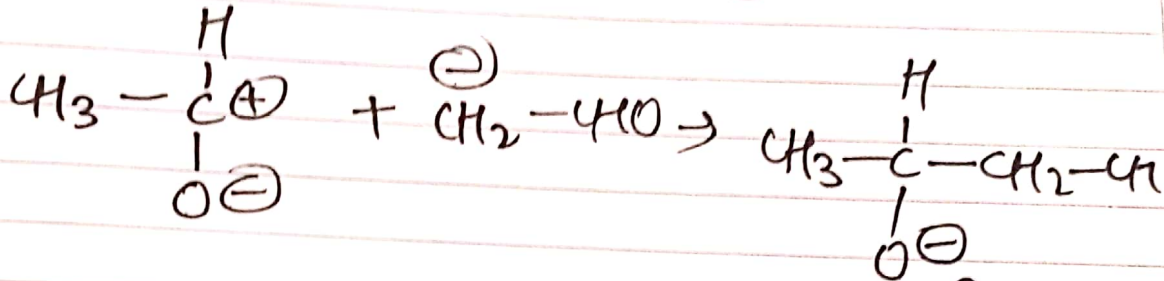 H H
CH3 – C⊕ + ⊖CH2 – CHO → CH3 – C – CH2 – CH
O⊖ O⊖